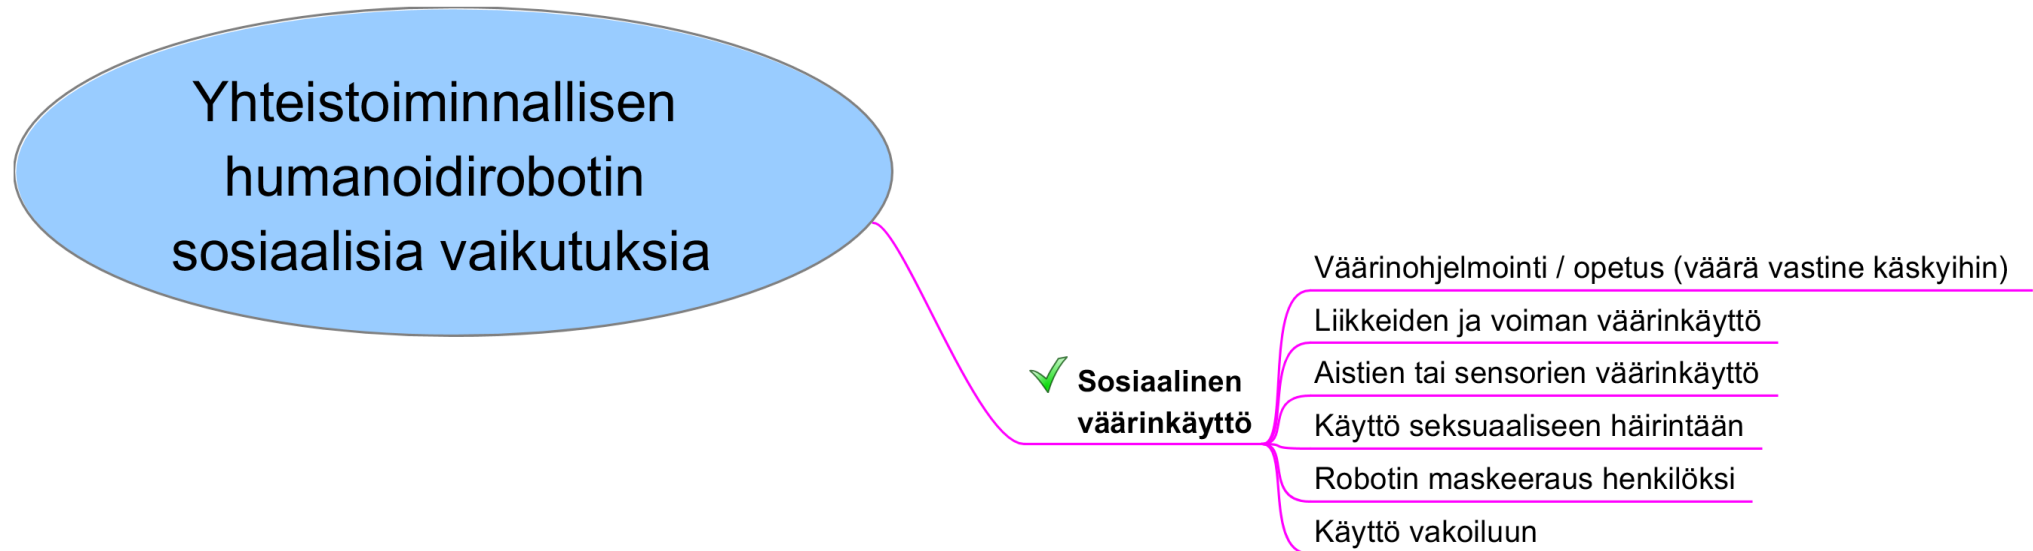 Yhteistoiminnallisen
humanoidirobotin
sosiaalisia vaikutuksia
Sosiaalinen
väärinkäyttö
Väärinohjelmointi / opetus (väärä vastine käskyihin)
Liikkeiden ja voiman väärinkäyttö
Aistien tai sensorien väärinkäyttö
Käyttö seksuaaliseen häirintään
Robotin maskeeraus henkilöksi
Käyttö vakoiluun